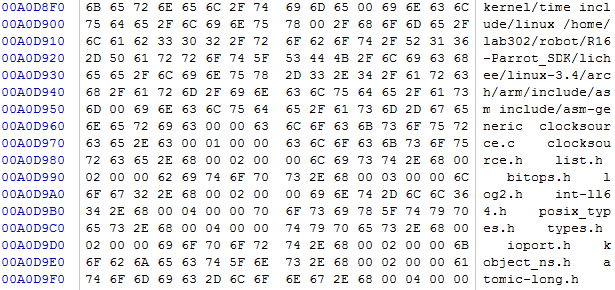 00A0D8F0 6B 65 72 6E 65 6C 2F 74 69 6D 65 00 69 6E 63 6C kernel/time incl
00A0D900 75 64 65 2F 6C 69 6E 75 78 00 2F 68 6F 6D 65 2F ude/linux /home/
00A0D910 6C 61 62 33 30 32 2F 72 6F 62 6F 74 2F 52 31 36 lab302/robot/R16
00A0D920 2D 50 61 72 72 6F 74 5F 53 44 4B 2F 6C 69 63 68 -Parrot_SDK/lich
00A0D930 65 65 2F 6C 69 6E 75 78 2D 33 2E 34 2F 61 72 63 ee/linux-3.4/arc
00A0D940 68 2F 61 72 6D 2F 69 6E 63 6C 75 64 65 2F 61 73 h/arm/include/as
00A0D950 6D 00 69 6E 63 6C 75 64 65 2F 61 73 6D 2D 67 65 m include/asm-ge
00A0D960 6E 65 72 69 63 00 00 63 6C 6F 63 6B 73 6F 75 72 neric clocksour
00A0D970 63 65 2E 63 00 01 00 00 63 6C 6F 63 6B 73 6F 75 ce.c clocksou
00A0D980 72 63 65 2E 68 00 02 00 00 6C 69 73 74 2E 68 00 rce.h list.h
00A0D990 02 00 00 62 69 74 6F 70 73 2E 68 00 03 00 00 6C bitops.h l
00A0D9A0 6F 67 32 2E 68 00 02 00 00 69 6E 74 2D 6C 6C 36 og2.h int-ll6
00A0D9B0 34 2E 68 00 04 00 00 70 6F 73 69 78 5F 74 79 70 4.h posix_typ
00A0D9C0 65 73 2E 68 00 04 00 00 74 79 70 65 73 2E 68 00 es.h types.h
00A0D9D0 02 00 00 69 6F 70 6F 72 74 2E 68 00 02 00 00 6B ioport.h k
00A0D9E0 6F 62 6A 65 63 74 5F 6E 73 2E 68 00 02 00 00 61 object_ns.h a
00A0D9F0 74 6F 6D 69 63 2D 6C 6F 6E 67 2E 68 00 04 00 00 tomic-long.h